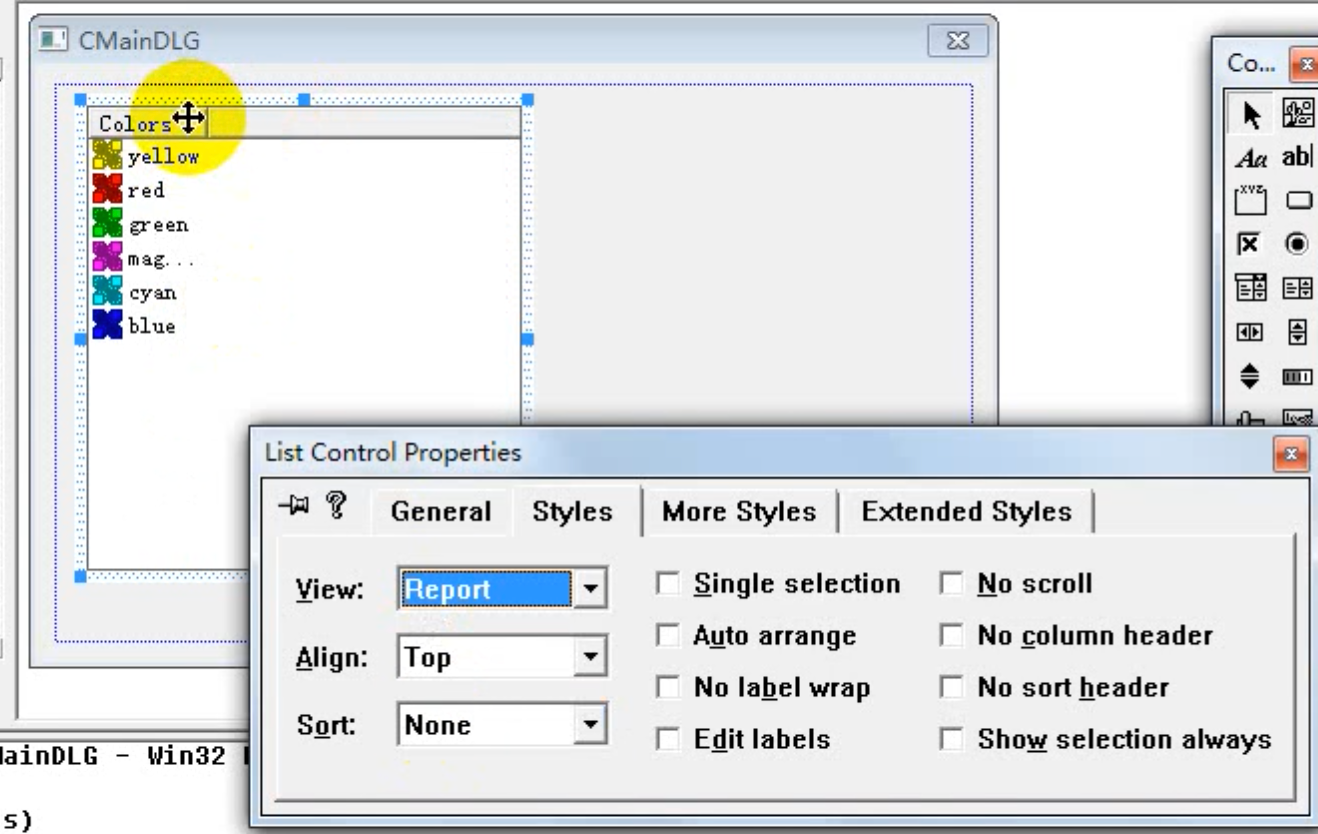 CMainDLG
Co...
Colors
yellow
red
green
mag...
cyan
blue
Aa ab|
xyz
List Control Properties
General Styles More Styles Extended Styles
View: Report
Single selection No scroll
Auto arrange No column header
Align: Top
No label wrap No sort header
Sort: None
Edit labels Show selection always
MainDLG - Win32
s)